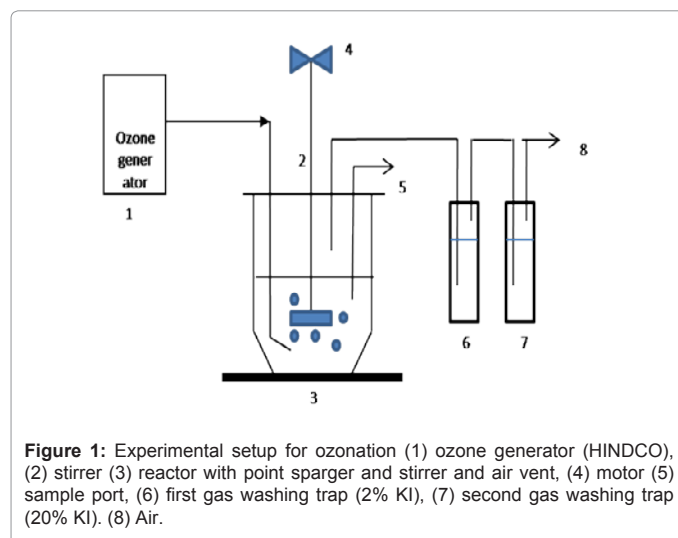 4
Ozone
gener
ator
2
8
5
1
6
7
3
Figure 1: Experimental setup for ozonation (1) ozone generator (HINDCO),
(2) stirrer (3) reactor with point sparger and stirrer and air vent, (4) motor (5)
sample port, (6) first gas washing trap (2% KI), (7) second gas washing trap
(20% KI). (8) Air.